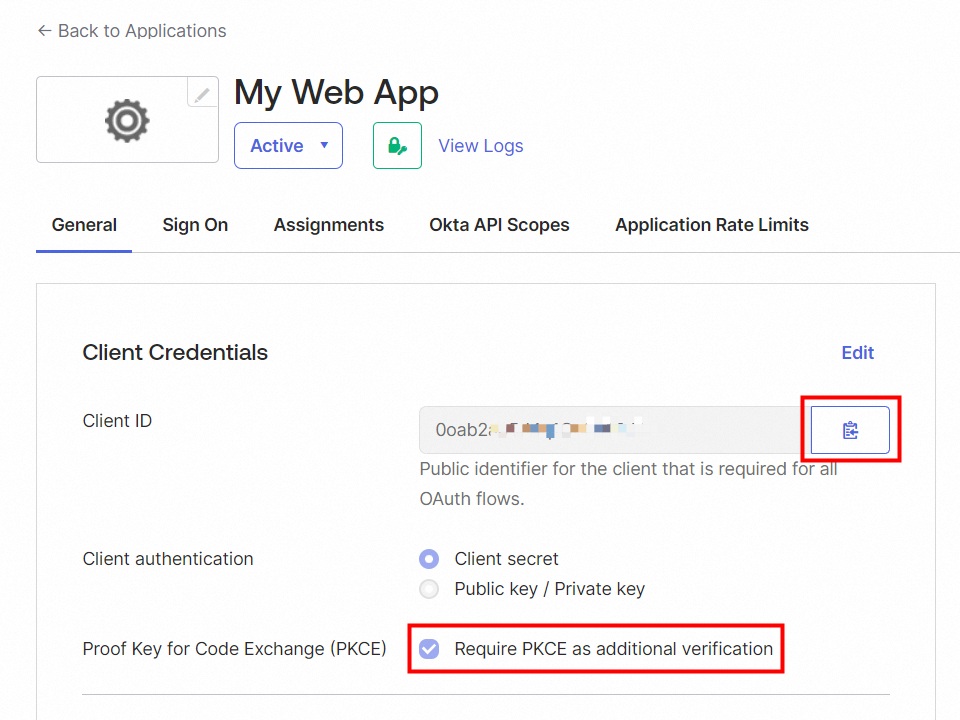 ← Back to Applications
My Web App
Active ▼ View Logs
General Sign On Assignments Okta API Scopes Application Rate Limits
Client Credentials Edit
Client ID
Public identifier for the client that is required for all
OAuth flows.
Client authentication Client secret
Public key / Private key
Proof Key for Code Exchange (PKCE) Require PKCE as additional verification